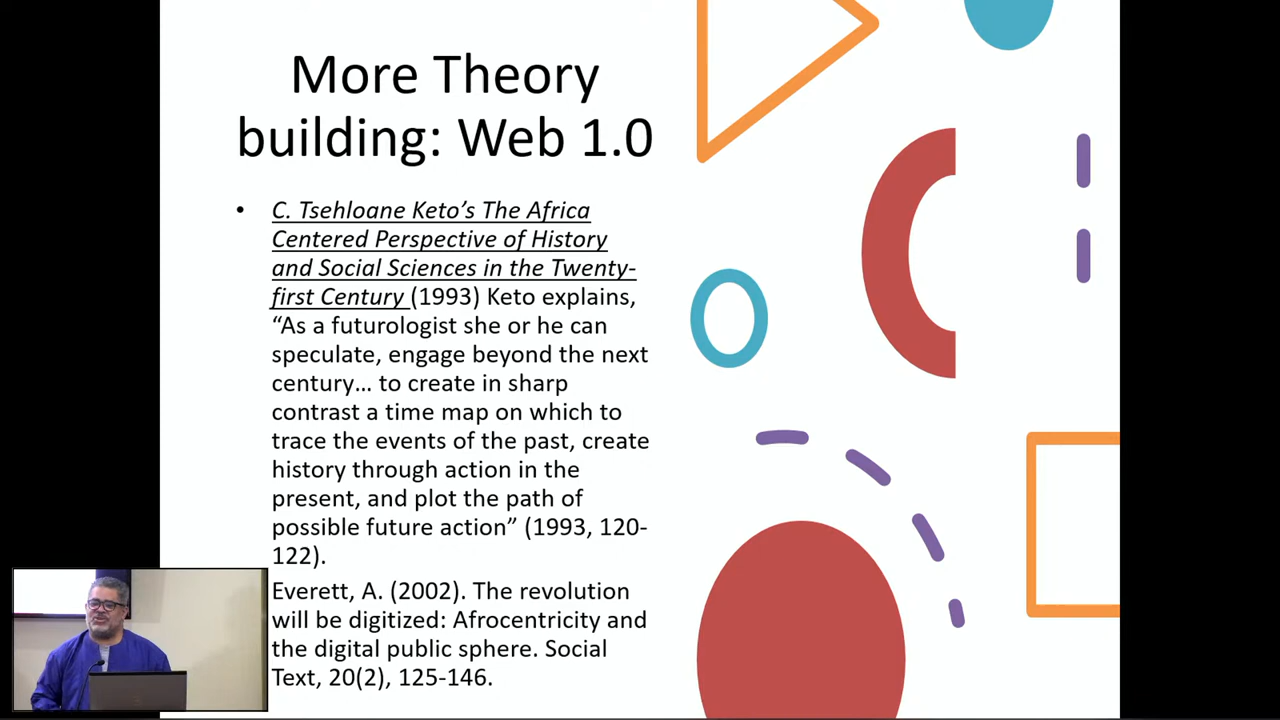 More Theory
building: Web 1.0
• C. Tsehloane Keto’s The Africa
Centered Perspective of History
and Social Sciences in the Twenty-
first Century (1993) Keto explains,
“As a futurologist she or he can
speculate, engage beyond the next
century… to create in sharp
contrast a time map on which to
trace the events of the past, create
history through action in the
present, and plot the path of
possible future action” (1993, 120-
122).
Everett, A. (2002). The revolution
will be digitized: Afrocentricity and
the digital public sphere. Social
Text, 20(2), 125-146.